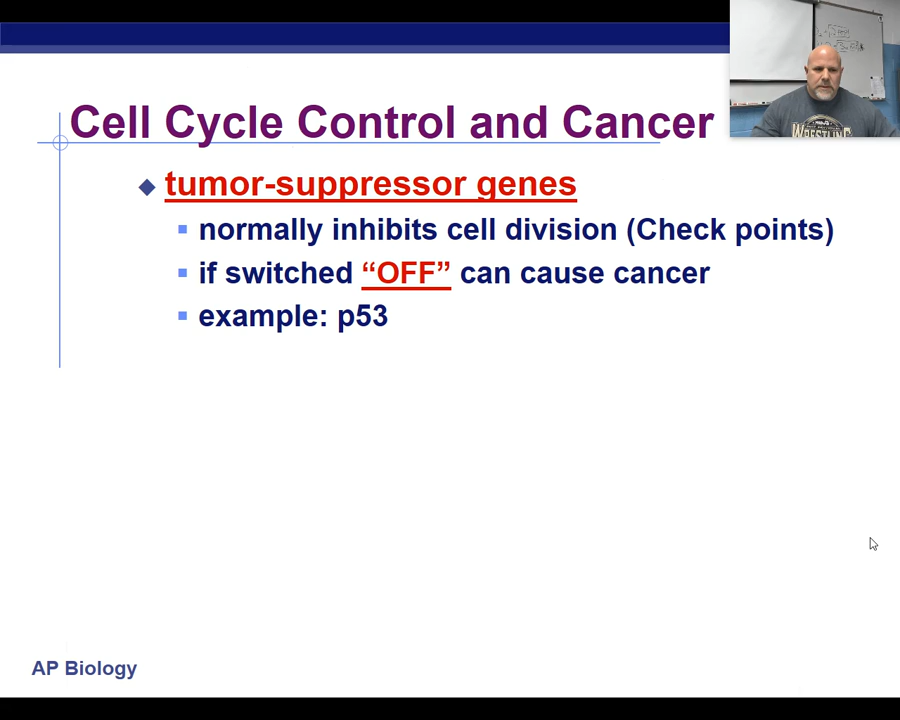 Cell Cycle Control and Cancer
tumor-suppressor genes
normally inhibits cell division (Check points)
if switched “OFF” can cause cancer
example: p53
AP Biology
WRESTLING